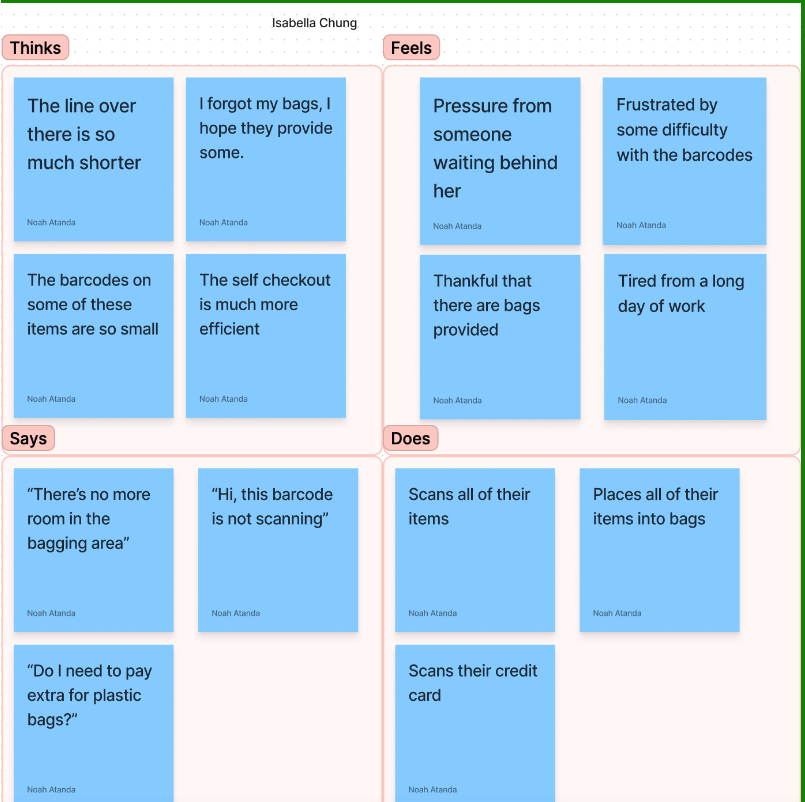 Isabella Chung
Thinks
The line over
there is so
much shorter
Noah Atanda
I forgot my bags, I
hope they provide
some.
Noah Atanda
The barcodes on
some of these
items are so small
Noah Atanda
The self checkout
is much more
efficient
Noah Atanda
Feels
Pressure from
someone
waiting behind
her
Noah Atanda
Frustrated by
some difficulty
with the barcodes
Noah Atanda
Thankful that
there are bags
provided
Noah Atanda
Tired from a long
day of work
Noah Atanda
Says
“There’s no more
room in the
bagging area”
Noah Atanda
“Hi, this barcode
is not scanning”
Noah Atanda
“Do I need to pay
extra for plastic
bags?”
Noah Atanda
Does
Scans all of their
items
Noah Atanda
Places all of their
items into bags
Noah Atanda
Scans their credit
card
Noah Atanda